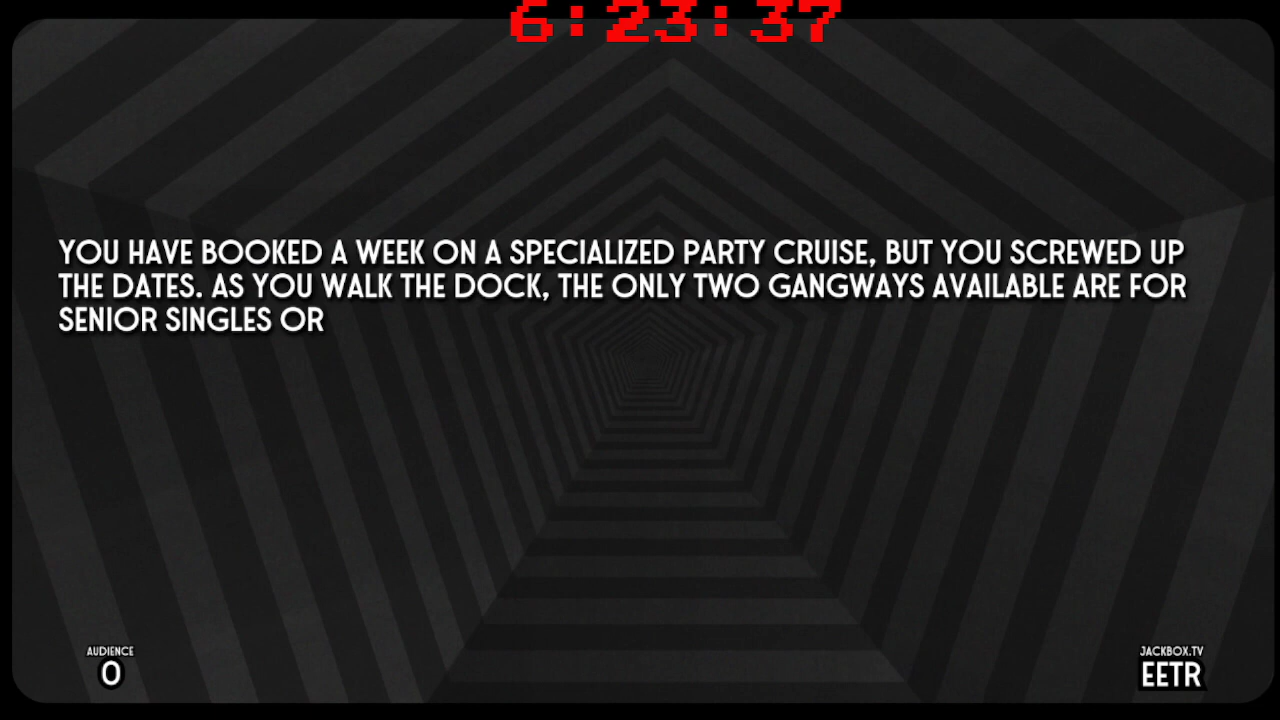 6:23:37
YOU HAVE BOOKED A WEEK ON A SPECIALIZED PARTY CRUISE, BUT YOU SCREWED UP
THE DATES. AS YOU WALK THE DOCK, THE ONLY TWO GANGWAYS AVAILABLE ARE FOR
SENIOR SINGLES OR
AUDIENCE
0
JACKBOX.TV
EETR